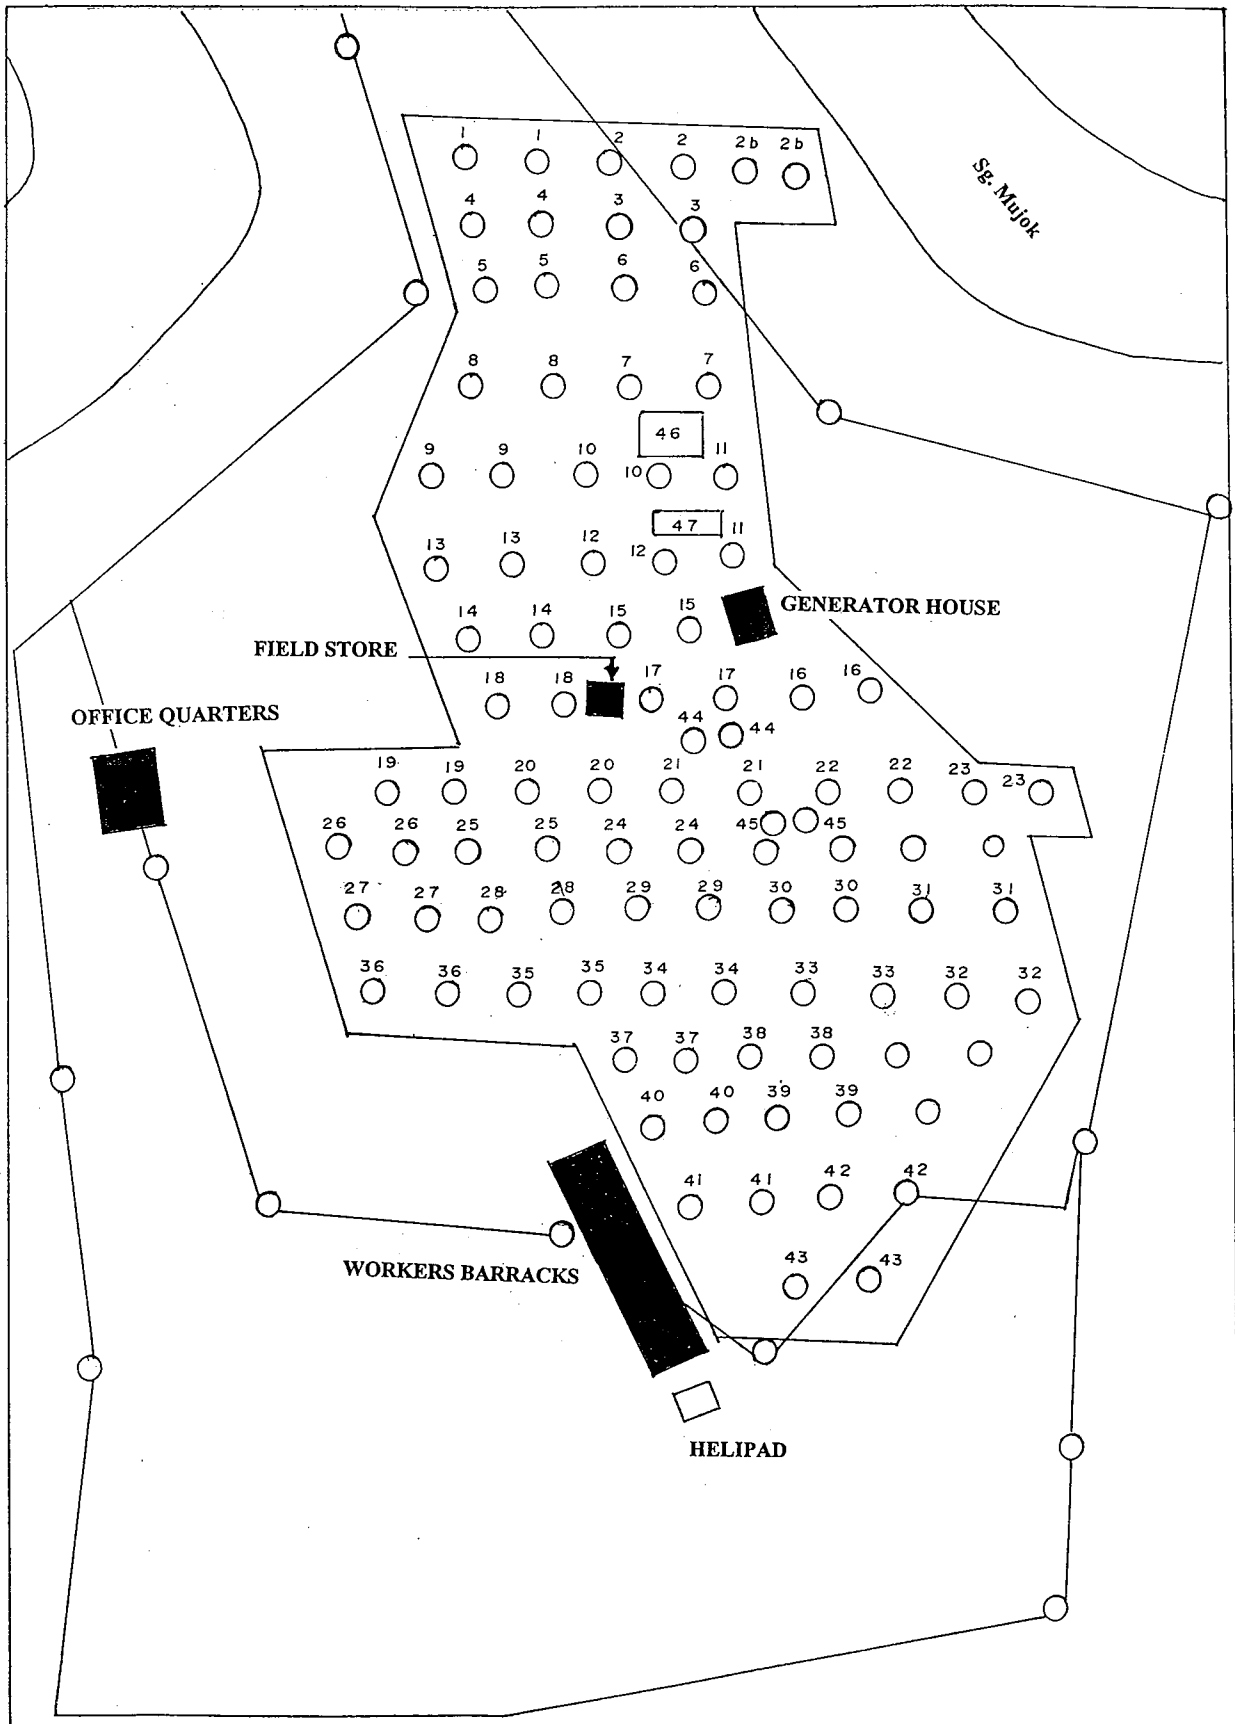 1 1 2 2 2b 2b
Sg. Mujok
4 4 3 3
5 5 6 6
8 8 7 7
46
9 9 10 10 11
47
13 13 12 12 11
GENERATOR HOUSE
14 14 15 15
FIELD STORE
18 18 17 17 16 16
OFFICE QUARTERS
44 44
19 19 20 20 21 21 22 22 23 23
26 26 25 25 24 24 45 45
27 27 28 28 29 29 30 30 31 31
36 36 35 35 34 34 33 33 32 32
37 37 38 38
40 40 39 39
41 41 42 42
WORKERS BARRACKS
43 43
HELIPAD